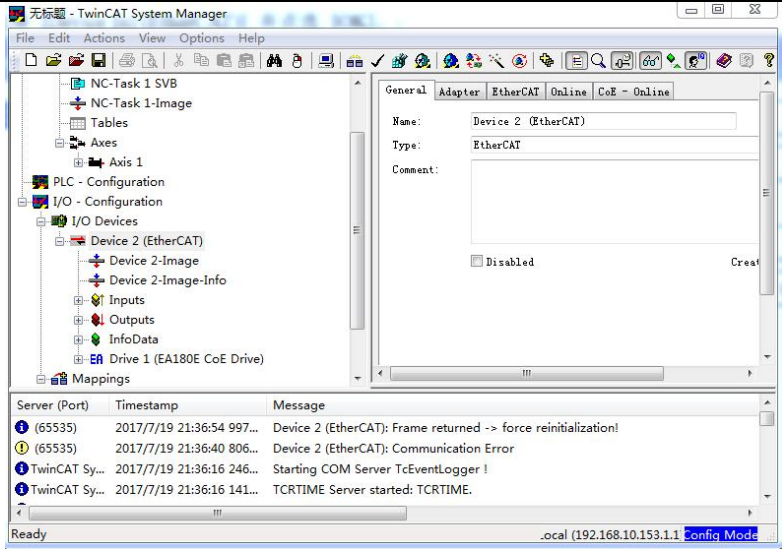 无标题 - TwinCAT System Manager
File Edit Actions View Options Help
NC-Task 1 SVB
NC-Task 1-Image
Tables
Axes
Axis 1
PLC - Configuration
I/O - Configuration
I/O Devices
Device 2 (EtherCAT)
Device 2-Image
Device 2-Image-Info
Inputs
Outputs
InfoData
EA Drive 1 (EA180E CoE Drive)
Mappings
General Adapter EtherCAT Online CoE - Online
Name: Device 2 (EtherCAT)
Type: EtherCAT
Comment:
Disabled Creat
Server (Port) Timestamp Message
(65535) 2017/7/19 21:36:54 997... Device 2 (EtherCAT): Frame returned -> force reinitialization!
(65535) 2017/7/19 21:36:40 806... Device 2 (EtherCAT): Communication Error
TwinCAT Sy... 2017/7/19 21:36:16 246... Starting COM Server TcEventLogger !
TwinCAT Sy... 2017/7/19 21:36:16 141... TCRTIME Server started: TCRTIME.
Ready .ocal (192.168.10.153.1.1 Config Mode